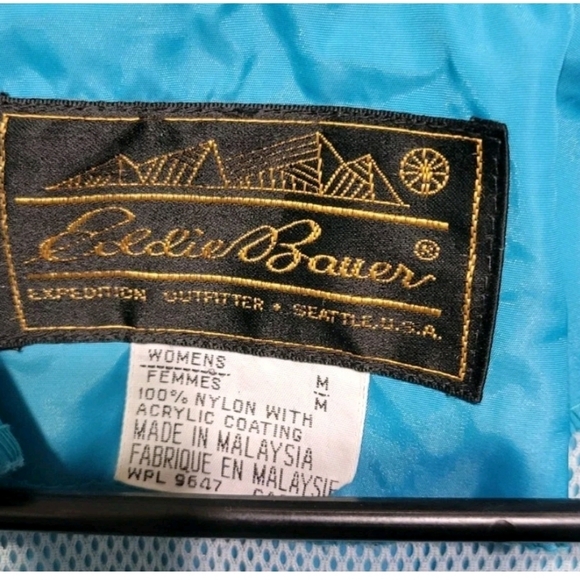 Eddie Bauer®
EXPEDITION OUTFITTER • SEATTLE, U.S.A.
WOMENS M
FEMMES M
100% NYLON WITH
ACRYLIC COATING
MADE IN MALAYSIA
FABRIQUE EN MALAYSIE
WPL 9647